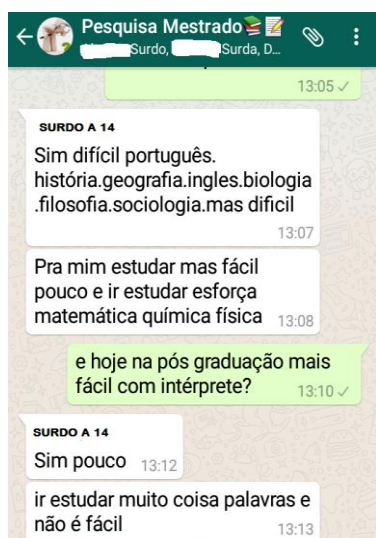 Pesquisa Mestrado📚📝
Surdo, Surda, D...
13:05 ✓
SURDO A 14
Sim difícil português.
história.geografia.ingles.biologia
.filosofia.sociologia.mas dificil
13:07
Pra mim estudar mas fácil
pouco e ir estudar esforça
matemática química física 13:08
e hoje na pós graduação mais
fácil com intérprete? 13:10 ✓
SURDO A 14
Sim pouco 13:12
ir estudar muito coisa palavras e
não é fácil 13:13